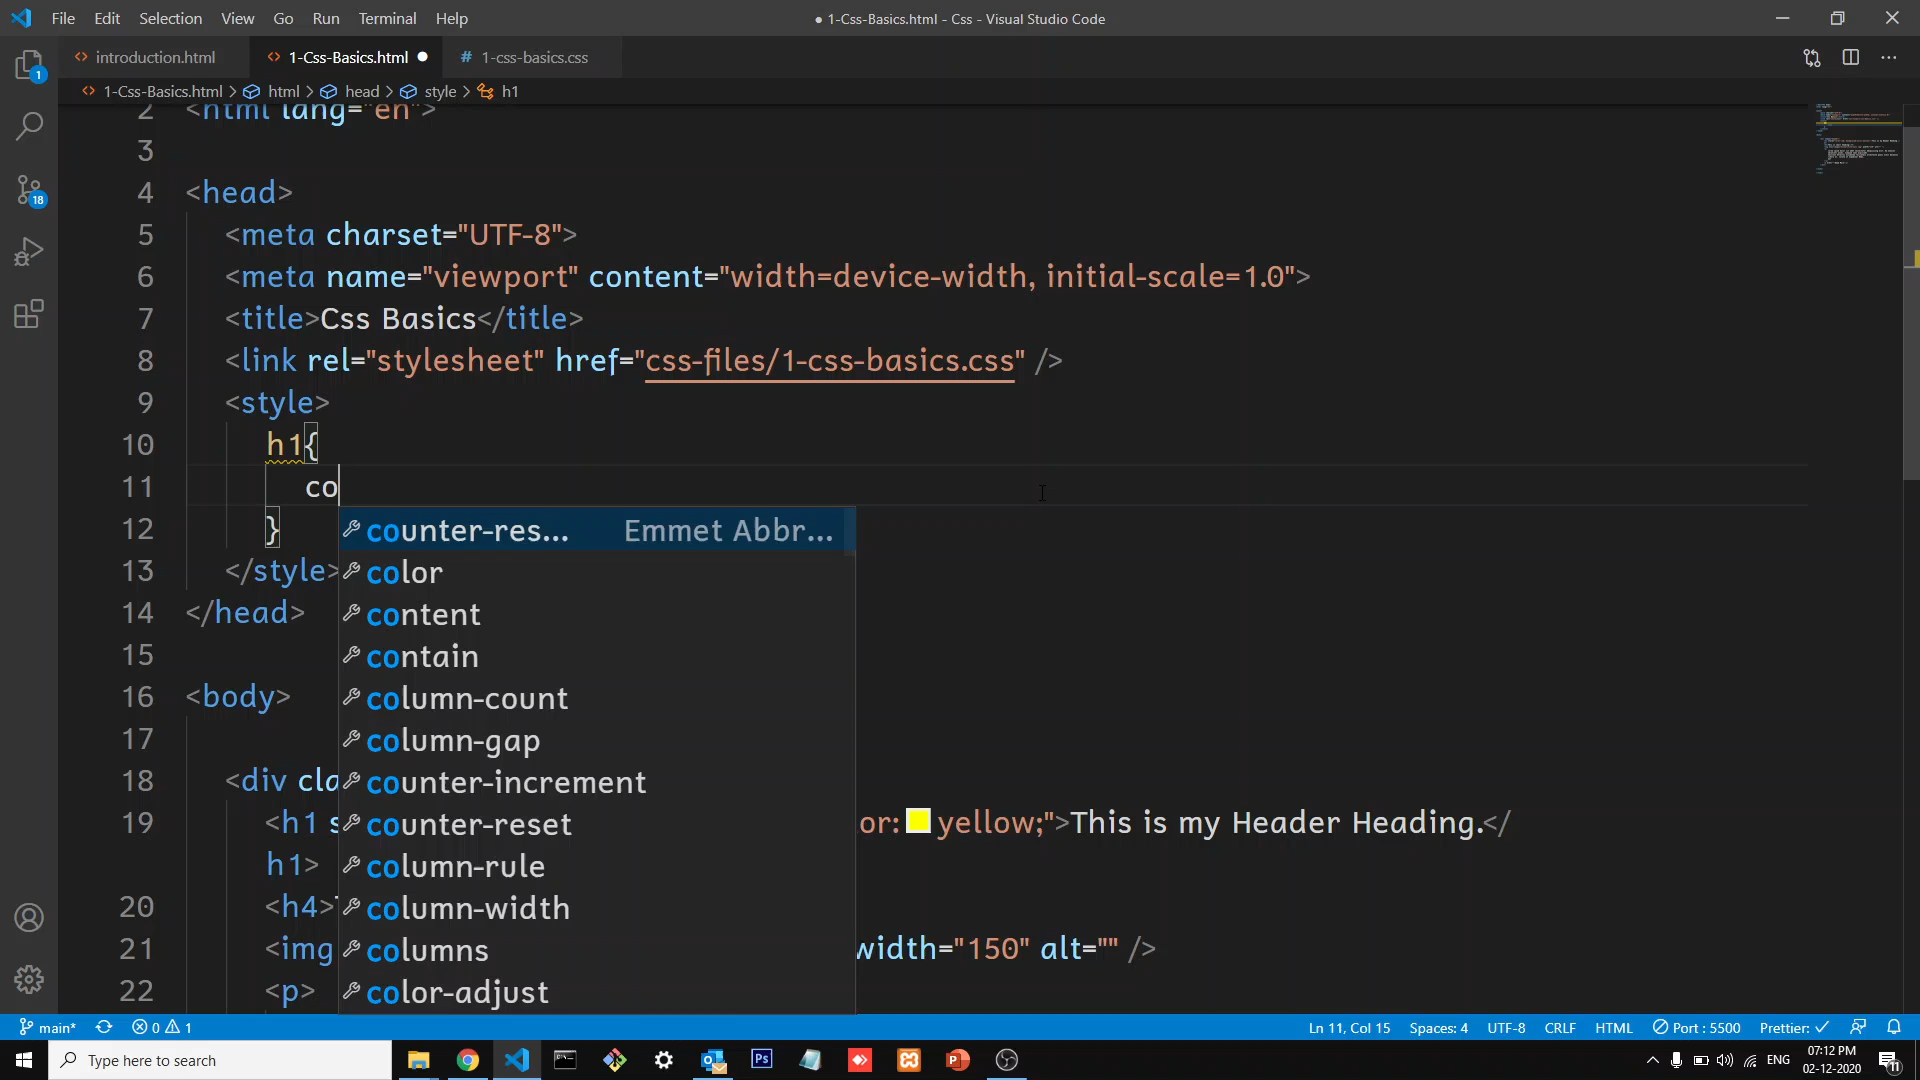 File Edit Selection View Go Run Terminal Help ● 1-Css-Basics.html - Css - Visual Studio Code
introduction.html 1-Css-Basics.html 1-css-basics.css
1-Css-Basics.html > html > head > style > h1
2 <html lang="en">
3
4 <head>
5 <meta charset="UTF-8">
6 <meta name="viewport" content="width=device-width, initial-scale=1.0">
7 <title>Css Basics</title>
8 <link rel="stylesheet" href="css-files/1-css-basics.css" />
9 <style>
10 h1{
11 co
12 } counter-res... Emmet Abbr...
13 </style> color
14 </head> content
15 contain
16 <body> column-count
17 column-gap
18 <div cla counter-increment
19 <h1 s counter-reset or: yellow;">This is my Header Heading.</
h1> column-rule
20 <h4> column-width
21 <img columns width="150" alt="" />
22 <p> color-adjust
main* 0 1 Ln 11, Col 15 Spaces: 4 UTF-8 CRLF HTML Port : 5500 Prettier: ✓
Type here to search ENG 07:12 PM
02-12-2020
1
18
11